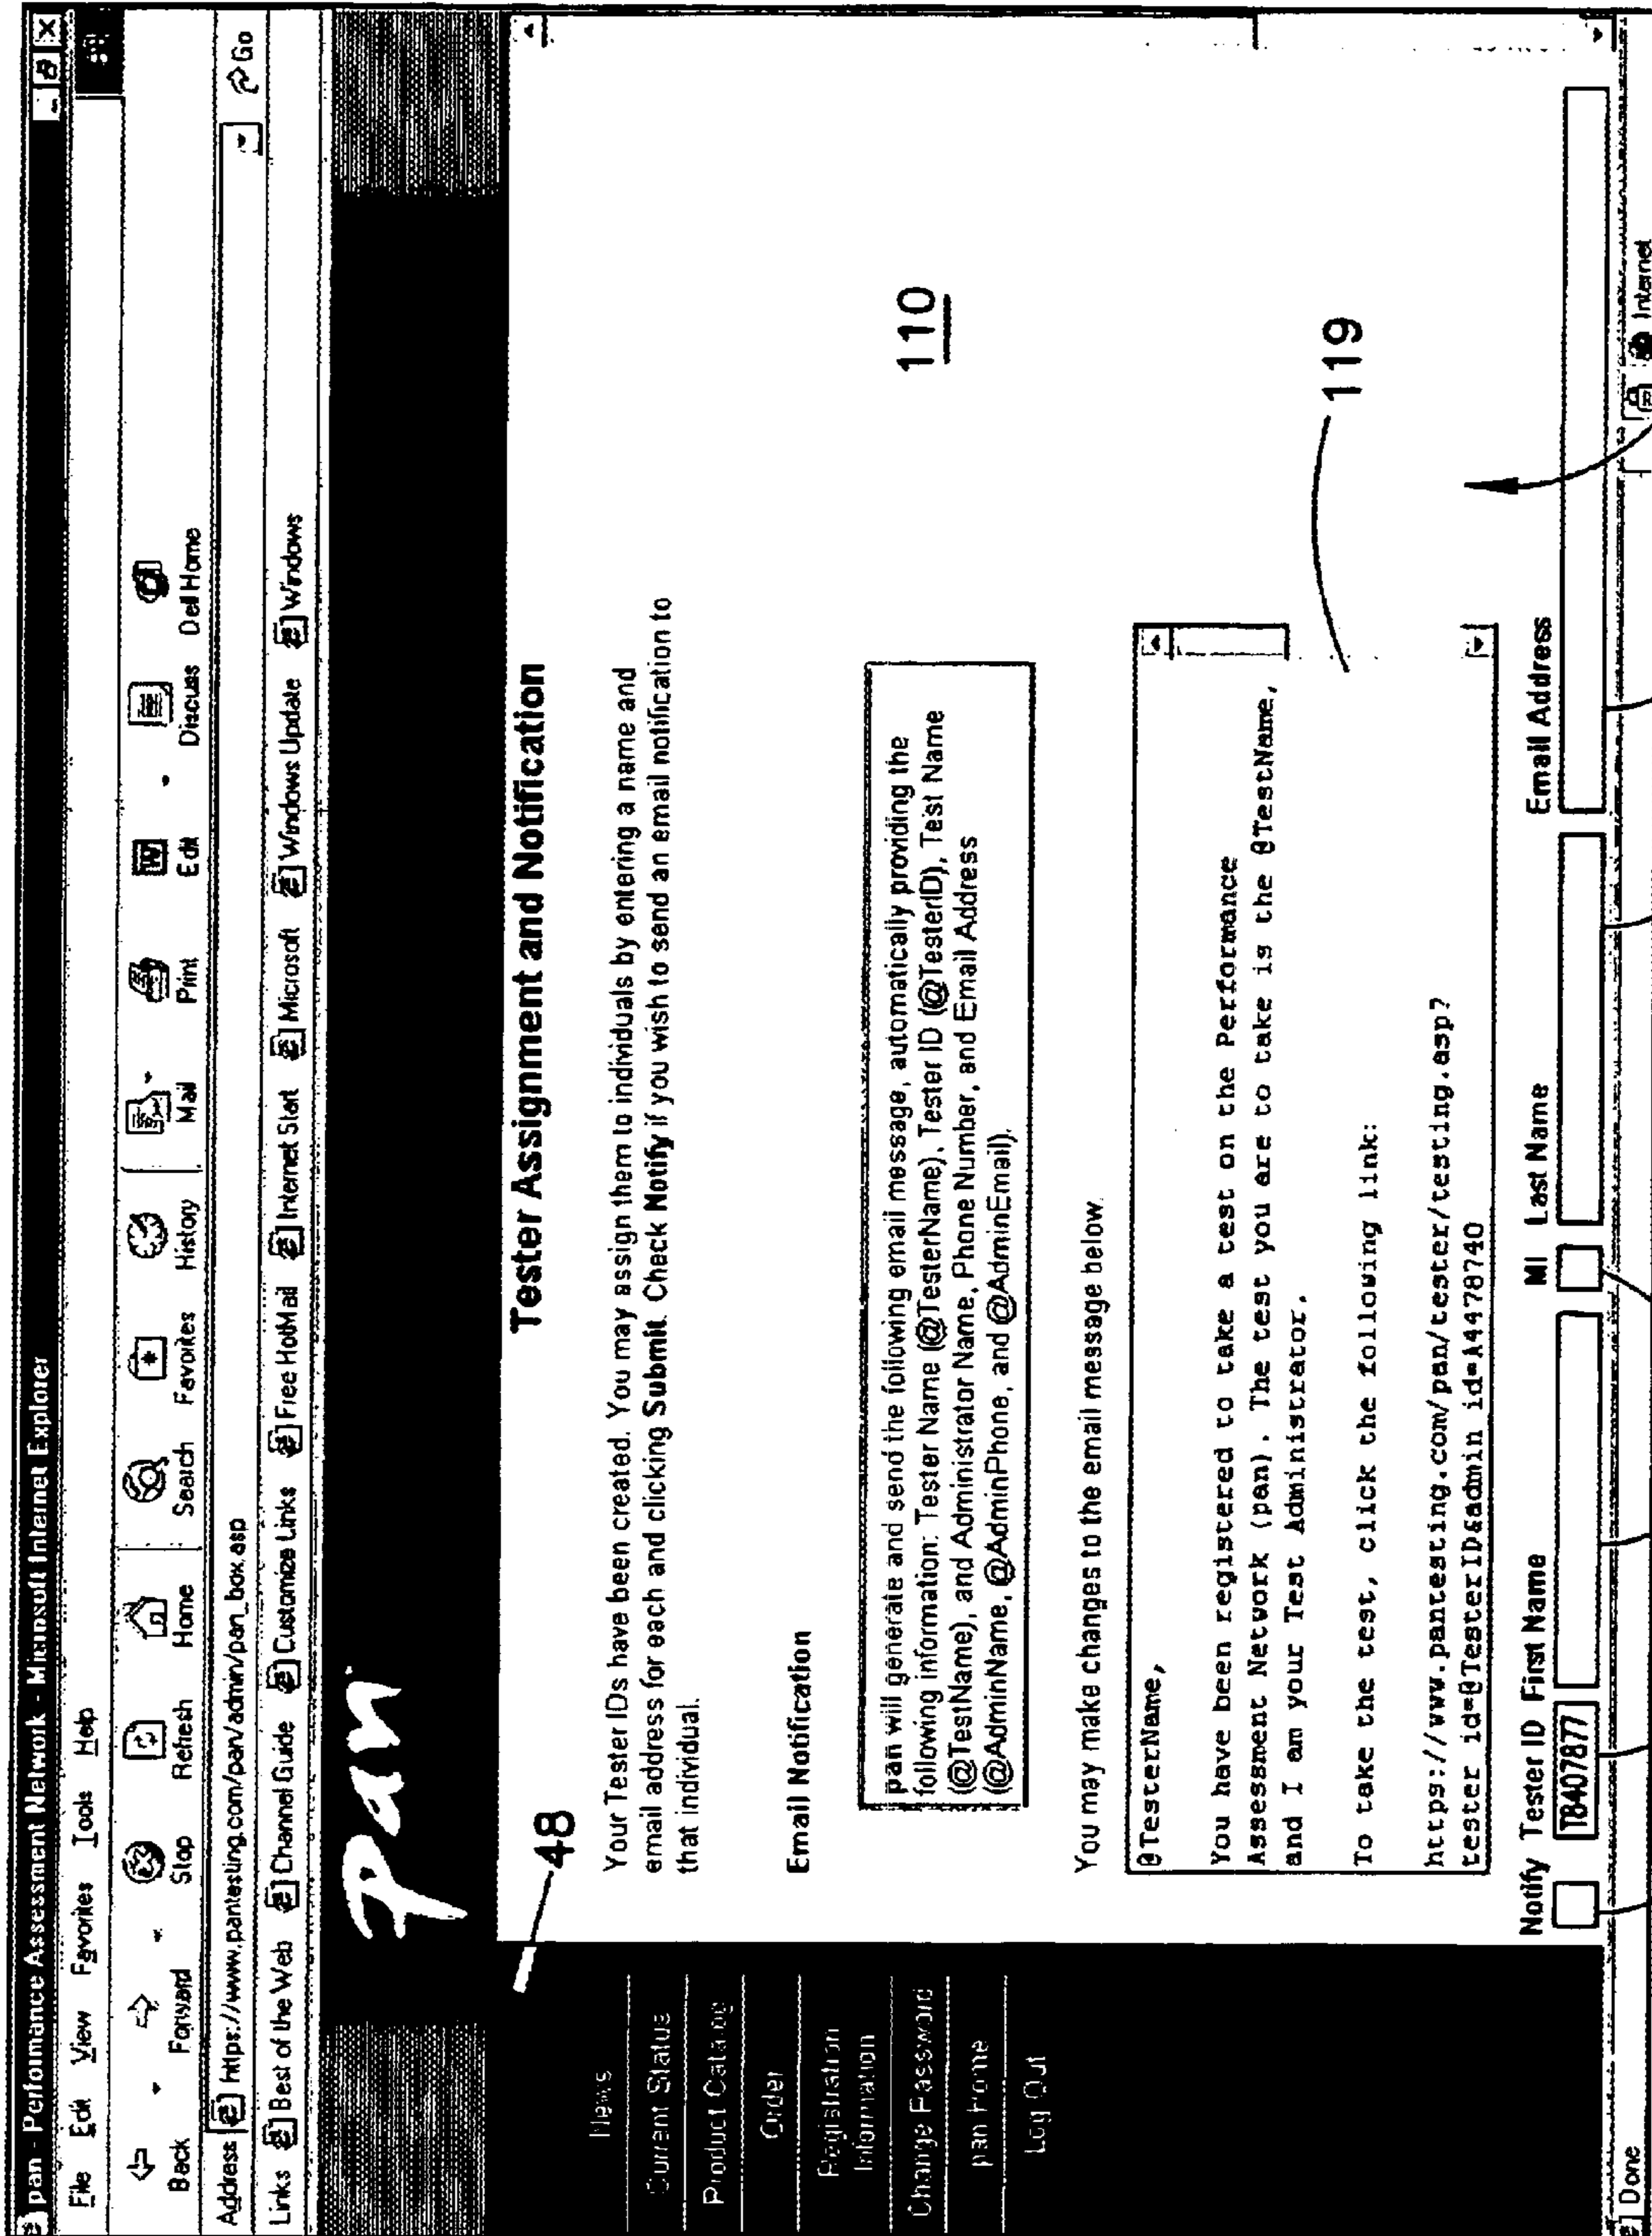 pan - Performance Assessment Network - Microsoft Internet Explorer
File Edit View Favorites Tools Help
Back Forward Stop Refresh Home Search Favorites History Mail Print Edit Discuss Dell Home
Address https://www.pantesting.com/pan/admin/pan_box.asp Go
Links Best of the Web Channel Guide Customize Links Free HotMail Internet Start Microsoft Windows Update Windows
pan
48
News
Current Status
Product Catalog
Order
Registration
Information
Change Password
pan Home
Log Out
Tester Assignment and Notification
Your Tester IDs have been created. You may assign them to individuals by entering a name and
email address for each and clicking Submit. Check Notify if you wish to send an email notification to
that individual.
Email Notification
pan will generate and send the following email message, automatically providing the
following information: Tester Name (@TesterName), Tester ID (@TesterID), Test Name
(@TestName), and Administrator Name, Phone Number, and Email Address
(@AdminName, @AdminPhone, and @AdminEmail).
110
You may make changes to the email message below.
@TesterName,
You have been registered to take a test on the Performance
Assessment Network (pan). The test you are to take is the @TestName,
and I am your Test Administrator.
To take the test, click the following link:
https://www.pantesting.com/pan/tester/testing.asp?
tester id=@TesterID&admin id=A4478740
119
Notify Tester ID First Name MI Last Name Email Address
T8407877
Done Internet